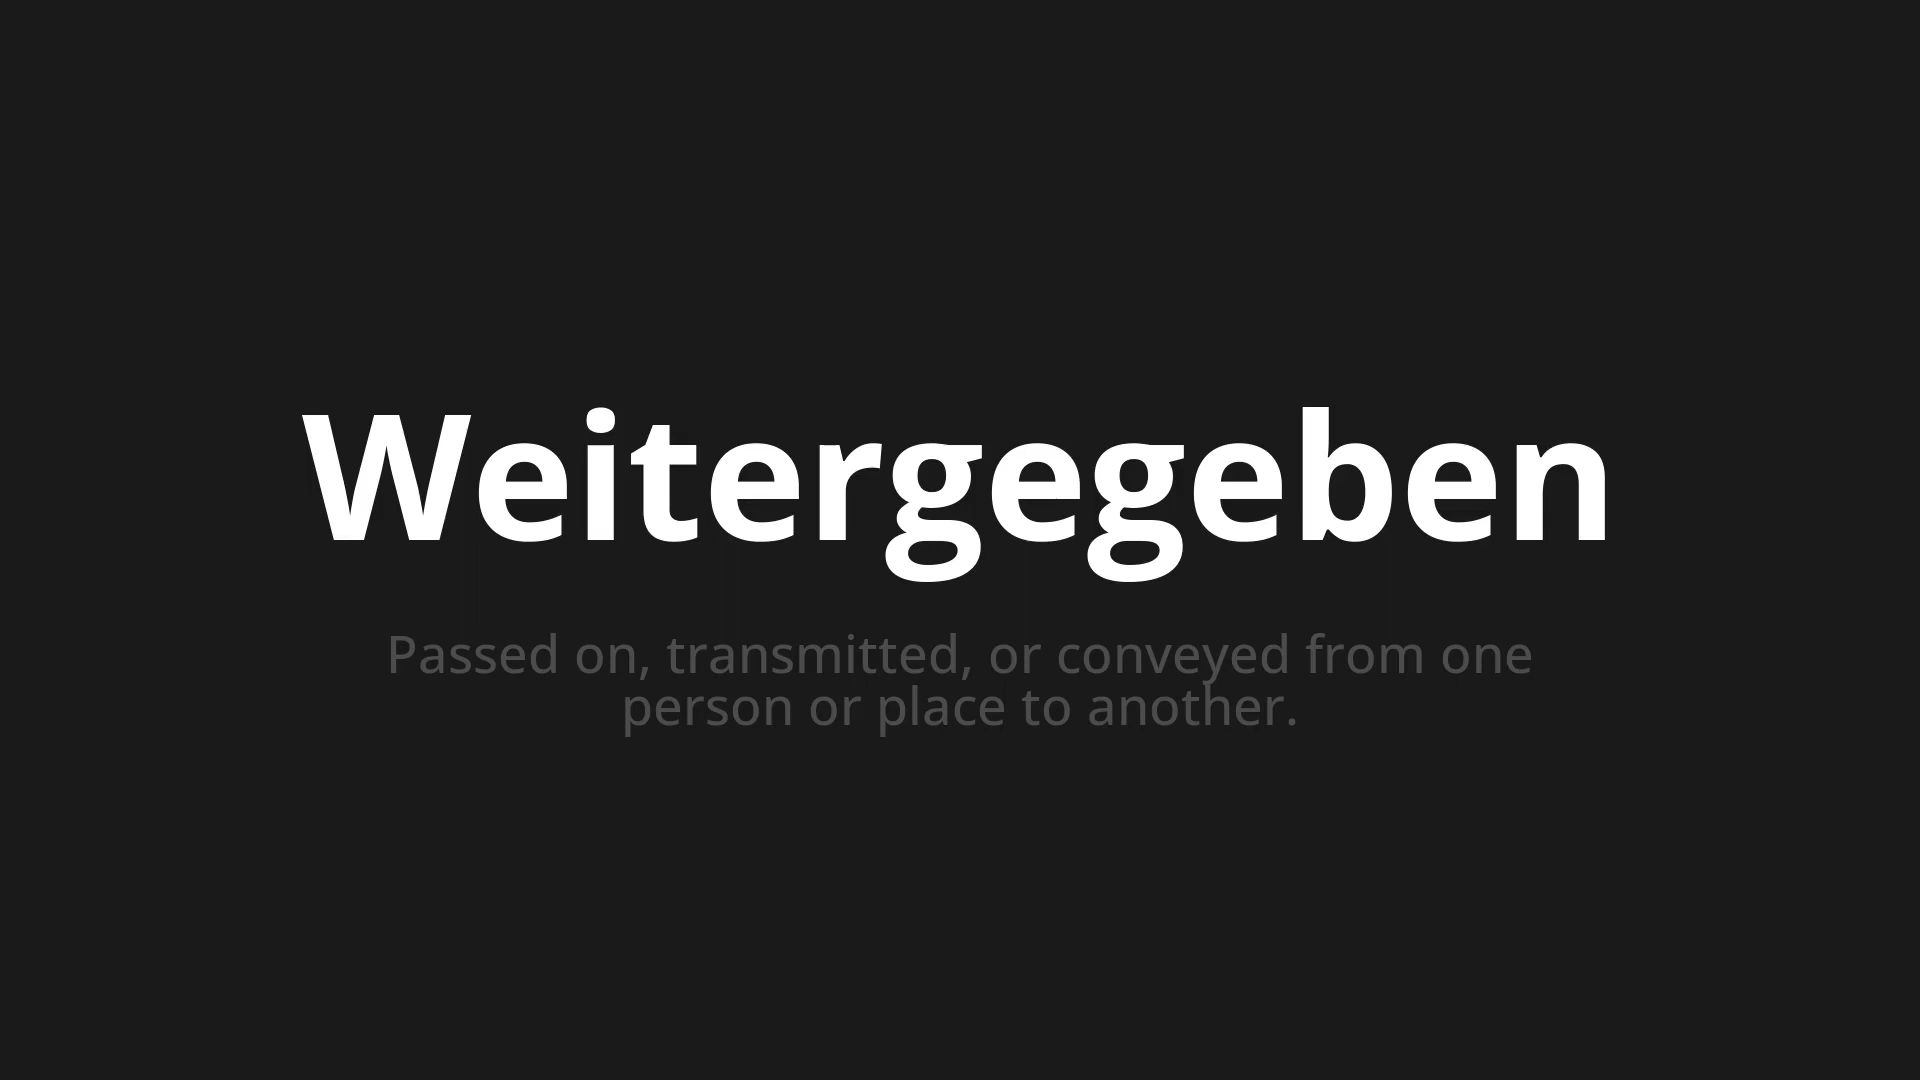 Weitergegeben
Passed on, transmitted, or conveyed from one
person or place to another.